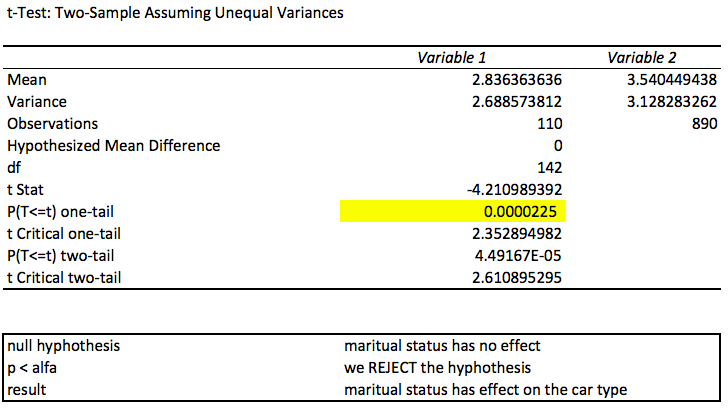 t-Test: Two-Sample Assuming Unequal Variances
Variable 1 Variable 2
Mean 2.836363636 3.540449438
Variance 2.688573812 3.128283262
Observations 110 890
Hypothesized Mean Difference 0
df 142
t Stat -4.210989392
P(T<=t) one-tail 0.0000225
t Critical one-tail 2.352894982
P(T<=t) two-tail 4.49167E-05
t Critical two-tail 2.610895295
null hyphothesis maritual status has no effect
p < alfa we REJECT the hyphothesis
result maritual status has effect on the car type